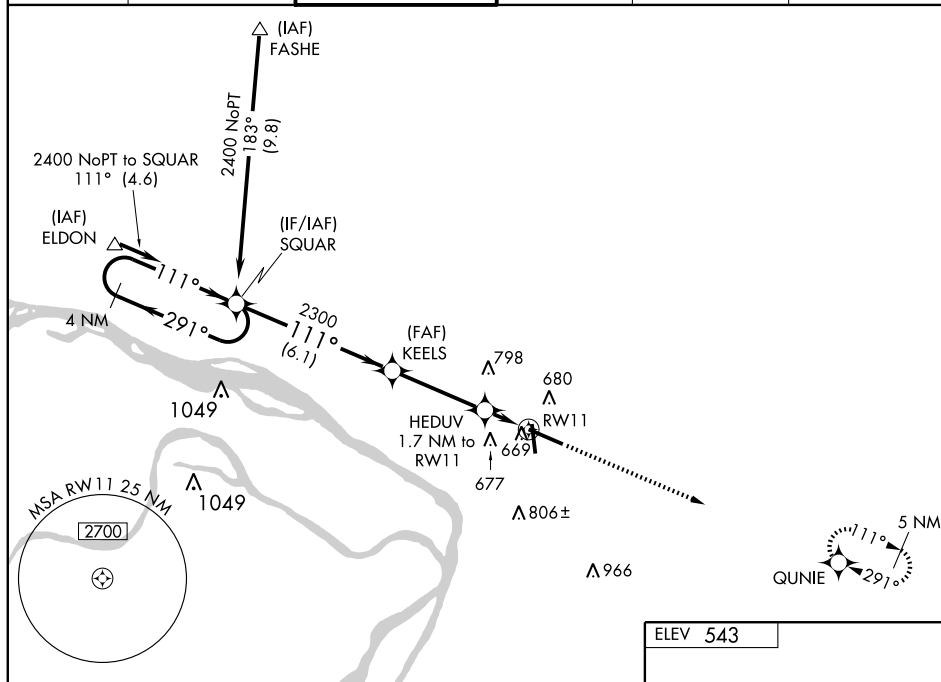 (IAF)
FASHE
2400 NoPT
183°
(9.8)
2400 NoPT to SQUAR
111° (4.6)
(IAF)
ELDON
(IF/IAF)
SQUAR
111°
291°
4 NM
2300
111°
(6.1)
(FAF)
KEELS
798
680
1049
HEDUV
1.7 NM to
RW11
RW11
669
677
1049
MSA RW11 25 NM
2700
806±
966
QUNIE
111°
291°
5 NM
ELEV 543